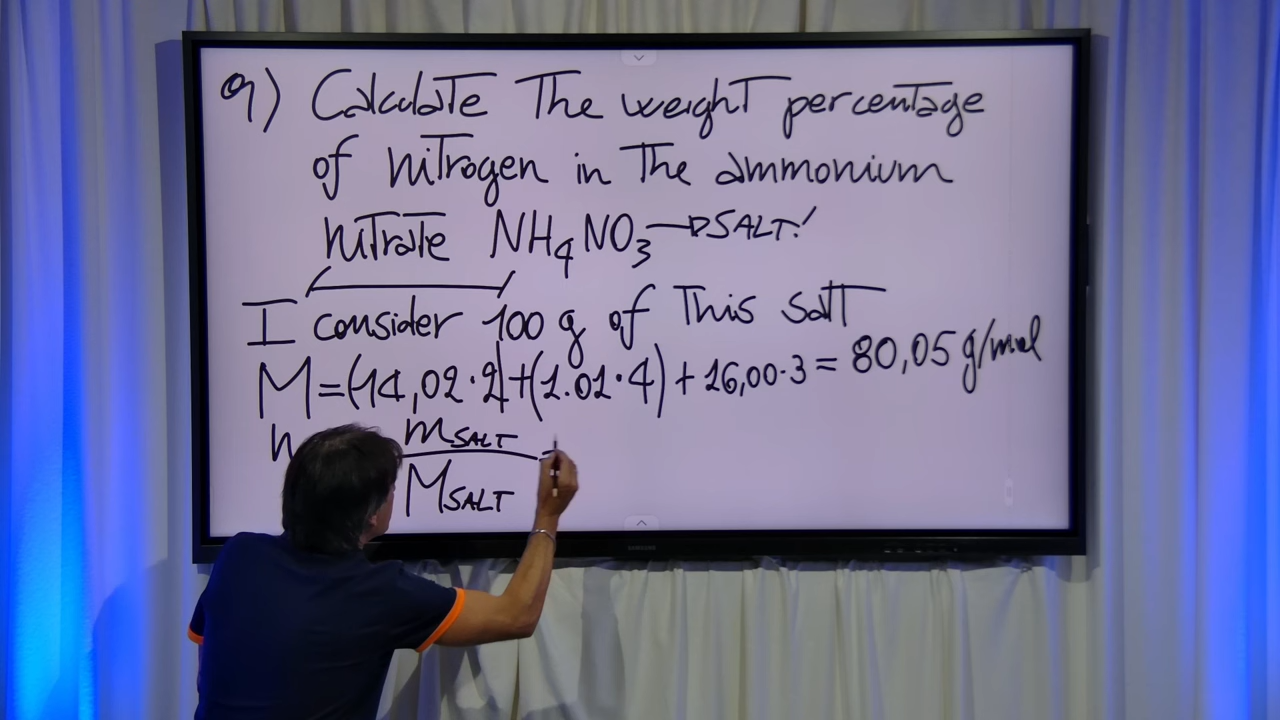 9) Calculate The weight percentage
of nitrogen in The ammonium
nitrate NH₄NO₃ → SALT!
I consider 100 g of This salt
M=(14,02·2)+(1.01·4)+16,00·3=80,05 g/mol
n mSALT/MSALT =
SAMSUNG